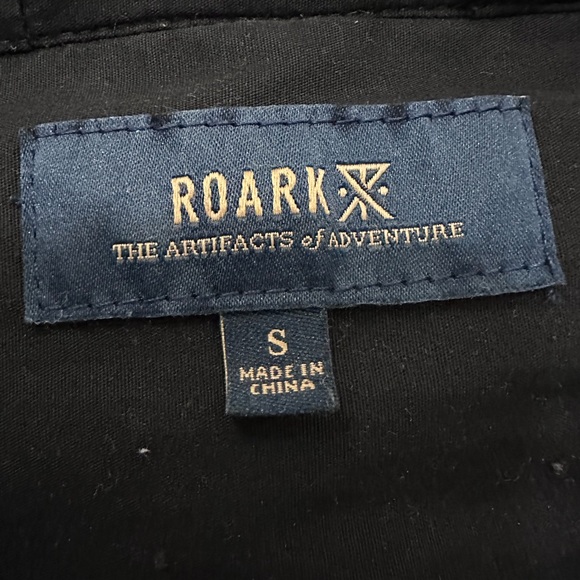 ROARK
THE ARTIFACTS of ADVENTURE
S
MADE IN
CHINA